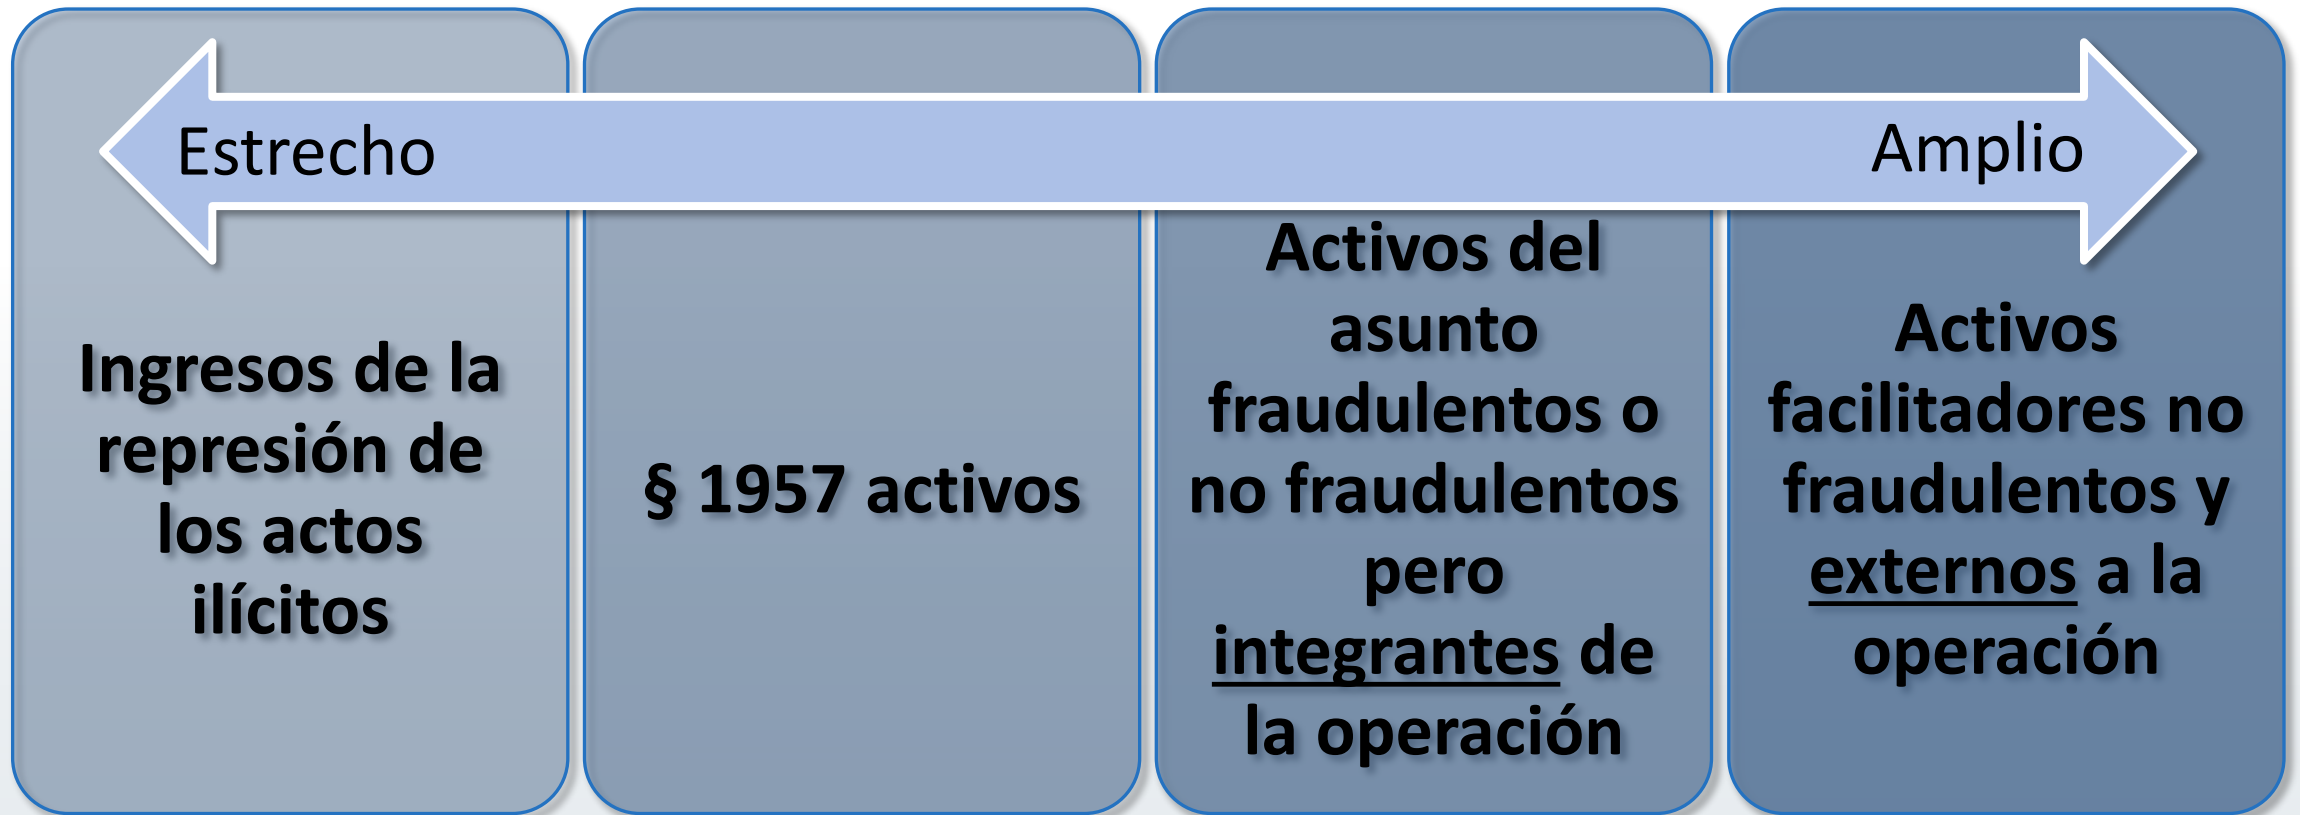 Estrecho
Amplio
Ingresos de la
represión de
los actos
ilícitos
§ 1957 activos
Activos del
asunto
fraudulentos o
no fraudulentos
pero
integrantes de
la operación
Activos
facilitadores no
fraudulentos y
externos a la
operación